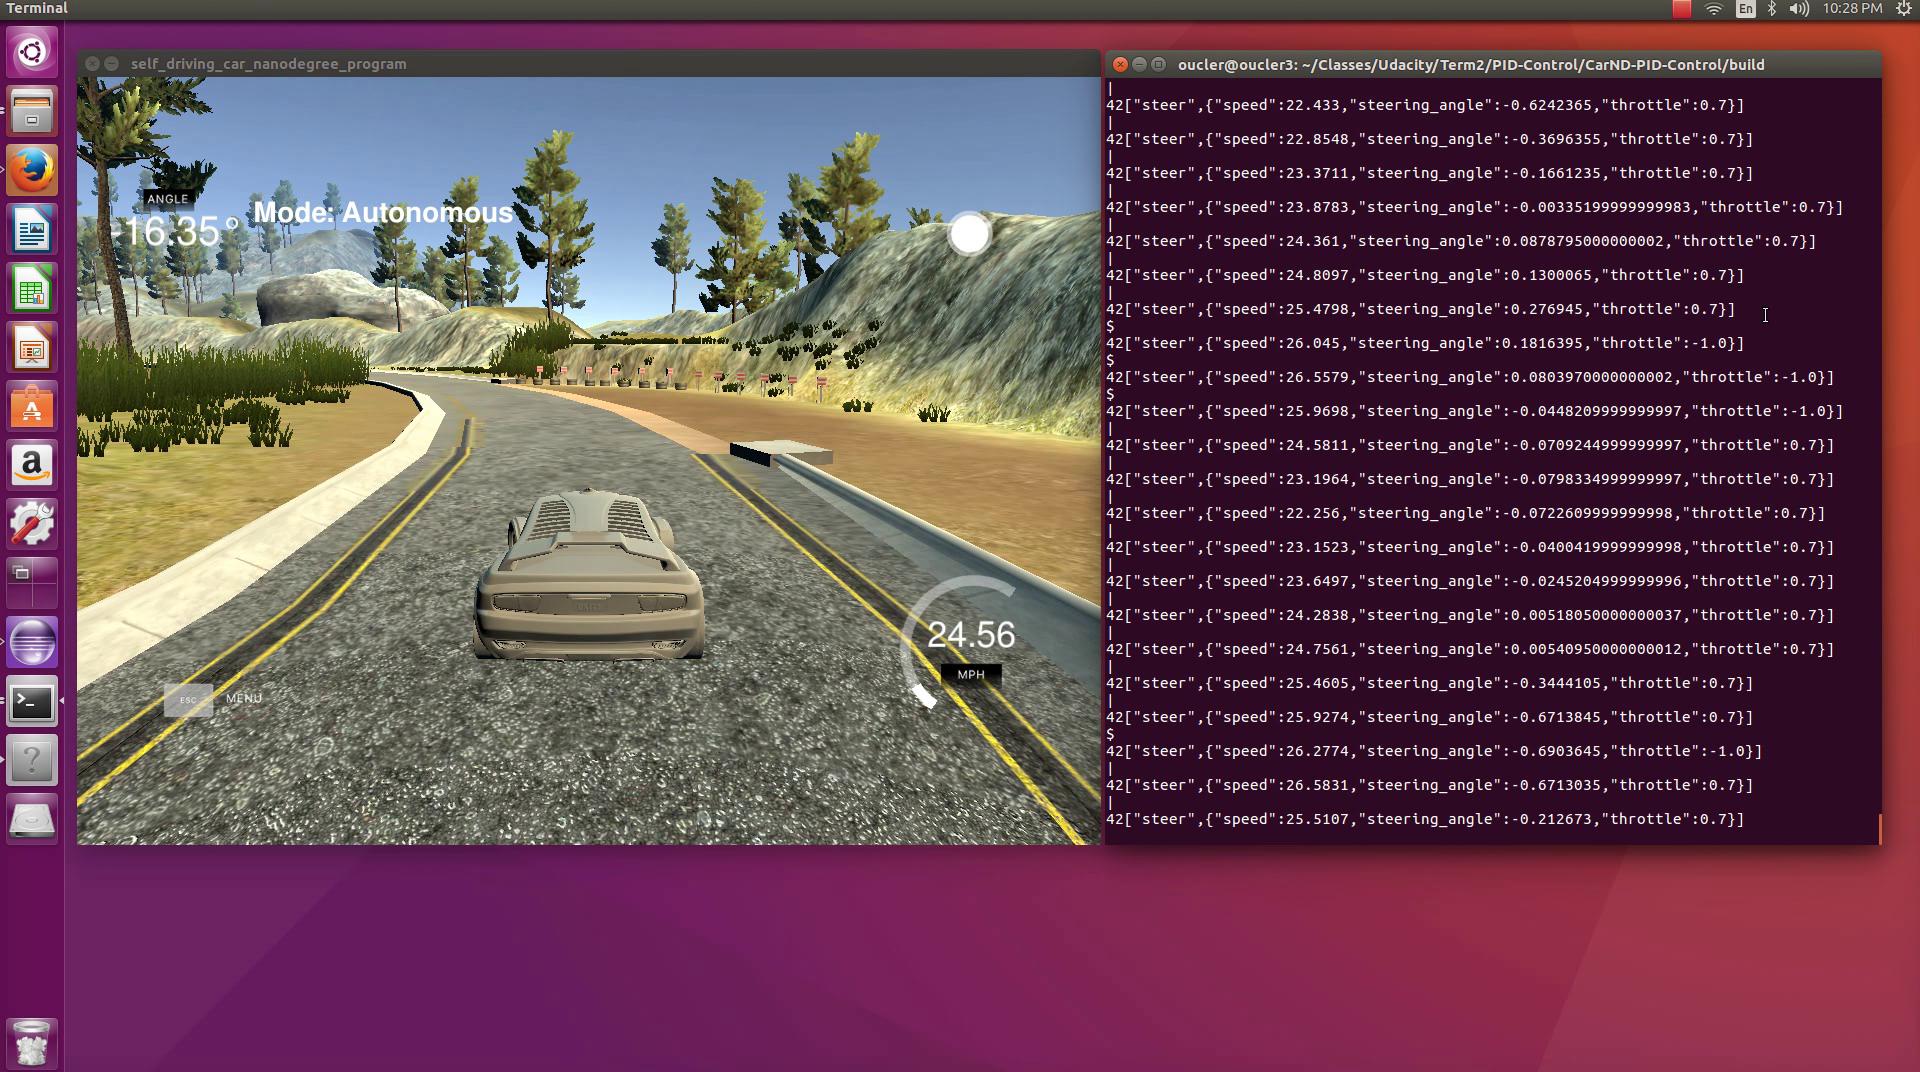 Terminal
En
10:28 PM
self_driving_car_nanodegree_program
ANGLE
-16.35°
Mode: Autonomous
24.56
MPH
ESC
MENU
a
>_
?
oucler@oucler3: ~/Classes/Udacity/Term2/PID-Control/CarND-PID-Control/build
|
42["steer",{"speed":22.433,"steering_angle":-0.6242365,"throttle":0.7}]
|
42["steer",{"speed":22.8548,"steering_angle":-0.3696355,"throttle":0.7}]
|
42["steer",{"speed":23.3711,"steering_angle":-0.1661235,"throttle":0.7}]
|
42["steer",{"speed":23.8783,"steering_angle":-0.00335199999999983,"throttle":0.7}]
|
42["steer",{"speed":24.361,"steering_angle":0.0878795000000002,"throttle":0.7}]
|
42["steer",{"speed":24.8097,"steering_angle":0.1300065,"throttle":0.7}]
|
42["steer",{"speed":25.4798,"steering_angle":0.276945,"throttle":0.7}]
$
42["steer",{"speed":26.045,"steering_angle":0.1816395,"throttle":-1.0}]
$
42["steer",{"speed":26.5579,"steering_angle":0.0803970000000002,"throttle":-1.0}]
$
42["steer",{"speed":25.9698,"steering_angle":-0.0448209999999997,"throttle":-1.0}]
|
42["steer",{"speed":24.5811,"steering_angle":-0.0709244999999997,"throttle":0.7}]
|
42["steer",{"speed":23.1964,"steering_angle":-0.0798334999999997,"throttle":0.7}]
|
42["steer",{"speed":22.256,"steering_angle":-0.0722609999999998,"throttle":0.7}]
|
42["steer",{"speed":23.1523,"steering_angle":-0.0400419999999998,"throttle":0.7}]
|
42["steer",{"speed":23.6497,"steering_angle":-0.0245204999999996,"throttle":0.7}]
|
42["steer",{"speed":24.2838,"steering_angle":0.00518050000000037,"throttle":0.7}]
|
42["steer",{"speed":24.7561,"steering_angle":0.00540950000000012,"throttle":0.7}]
|
42["steer",{"speed":25.4605,"steering_angle":-0.3444105,"throttle":0.7}]
|
42["steer",{"speed":25.9274,"steering_angle":-0.6713845,"throttle":0.7}]
$
42["steer",{"speed":26.2774,"steering_angle":-0.6903645,"throttle":-1.0}]
|
42["steer",{"speed":26.5831,"steering_angle":-0.6713035,"throttle":0.7}]
|
42["steer",{"speed":25.5107,"steering_angle":-0.212673,"throttle":0.7}]